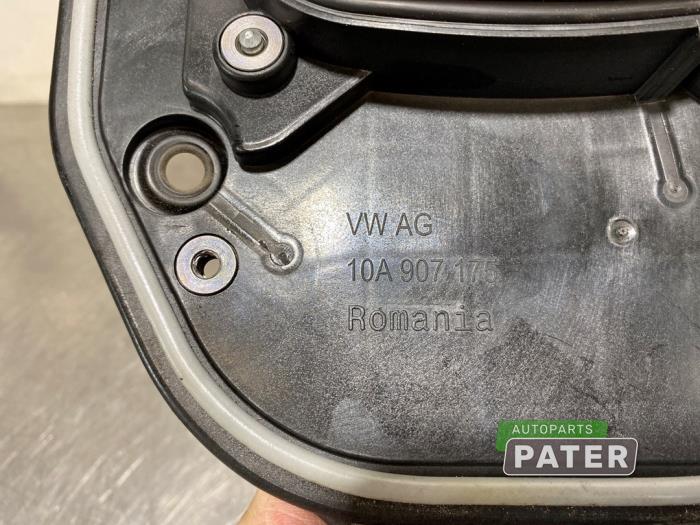 VW AG
10A 907 175
Romania
AUTOPARTS
PATER